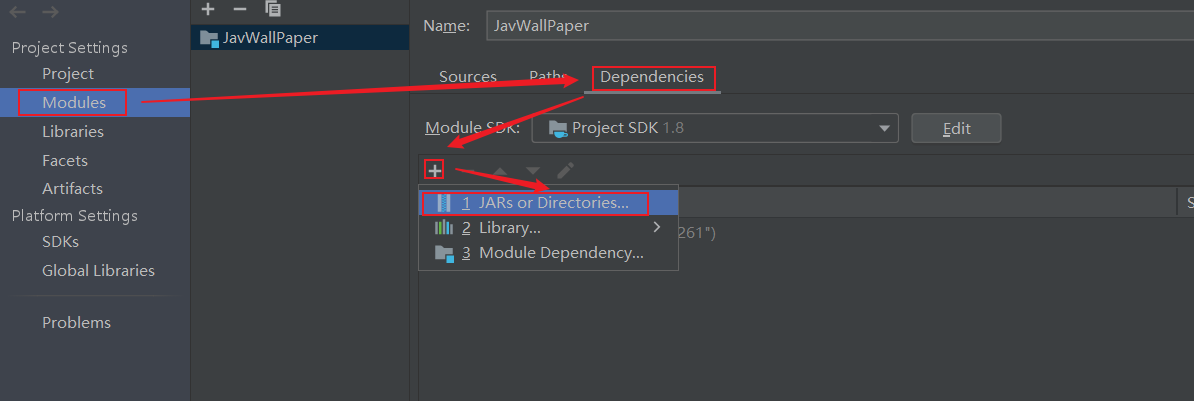 Project Settings
Project
Modules
Libraries
Facets
Artifacts
Platform Settings
SDKs
Global Libraries
Problems
JavWallPaper
Name: JavWallPaper
Sources Paths Dependencies
Module SDK: Project SDK 1.8 Edit
1 JARs or Directories...
S
2 Library...
261")
3 Module Dependency...